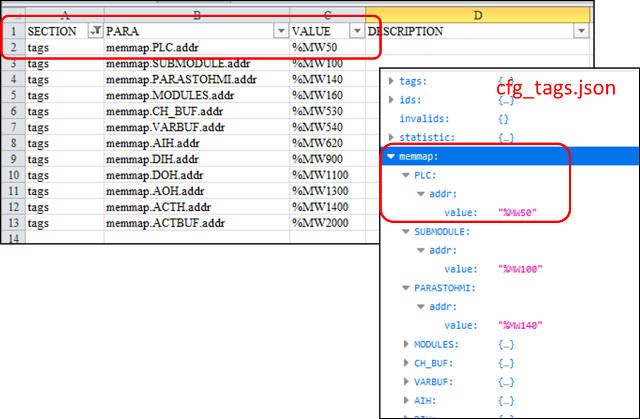 A B C D
1 SECTION PARA VALUE DESCRIPTION
2 tags memmap.PLC.addr %MW50
3 tags memmap.SUBMODULE.addr %MW100
4 tags memmap.PARASTOHMI.addr %MW140
5 tags memmap.MODULES.addr %MW160
6 tags memmap.CH_BUF.addr %MW530
7 tags memmap.VARBUF.addr %MW540
8 tags memmap.AIH.addr %MW620
9 tags memmap.DIH.addr %MW900
10 tags memmap.DOH.addr %MW1100
11 tags memmap.AOH.addr %MW1300
12 tags memmap.ACTH.addr %MW1400
13 tags memmap.ACTBUF.addr %MW2000
14
cfg_tags.json
tags: {…}
ids: {…}
invalids: {}
statistic: {…}
memmap:
PLC:
addr:
value: "%MW50"
SUBMODULE:
addr:
value: "%MW100"
PARASTOHMI:
addr:
value: "%MW140"
MODULES: {…}
CH_BUF: {…}
VARBUF: {…}
AIH: {…}